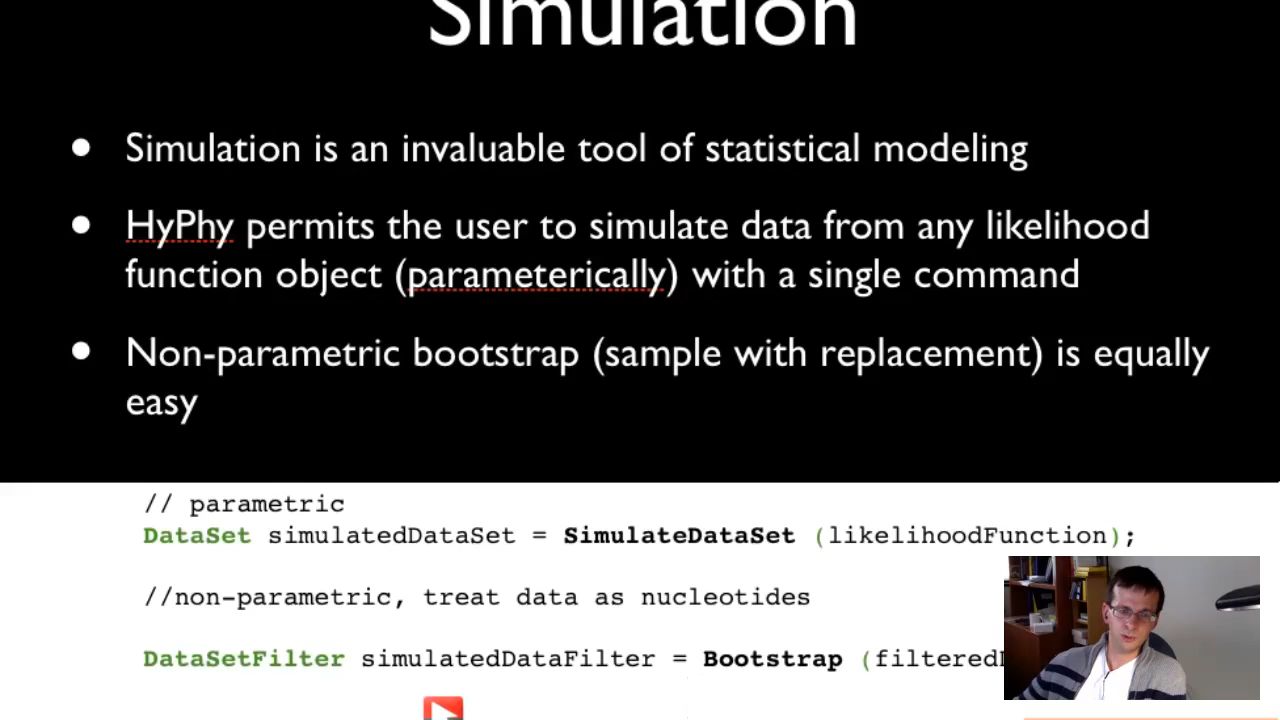 Simulation
• Simulation is an invaluable tool of statistical modeling
• HyPhy permits the user to simulate data from any likelihood
function object (parameterically) with a single command
• Non-parametric bootstrap (sample with replacement) is equally
easy
// parametric
DataSet simulatedDataSet = SimulateDataSet (likelihoodFunction);
//non-parametric, treat data as nucleotides
DataSetFilter simulatedDataFilter = Bootstrap (filtered